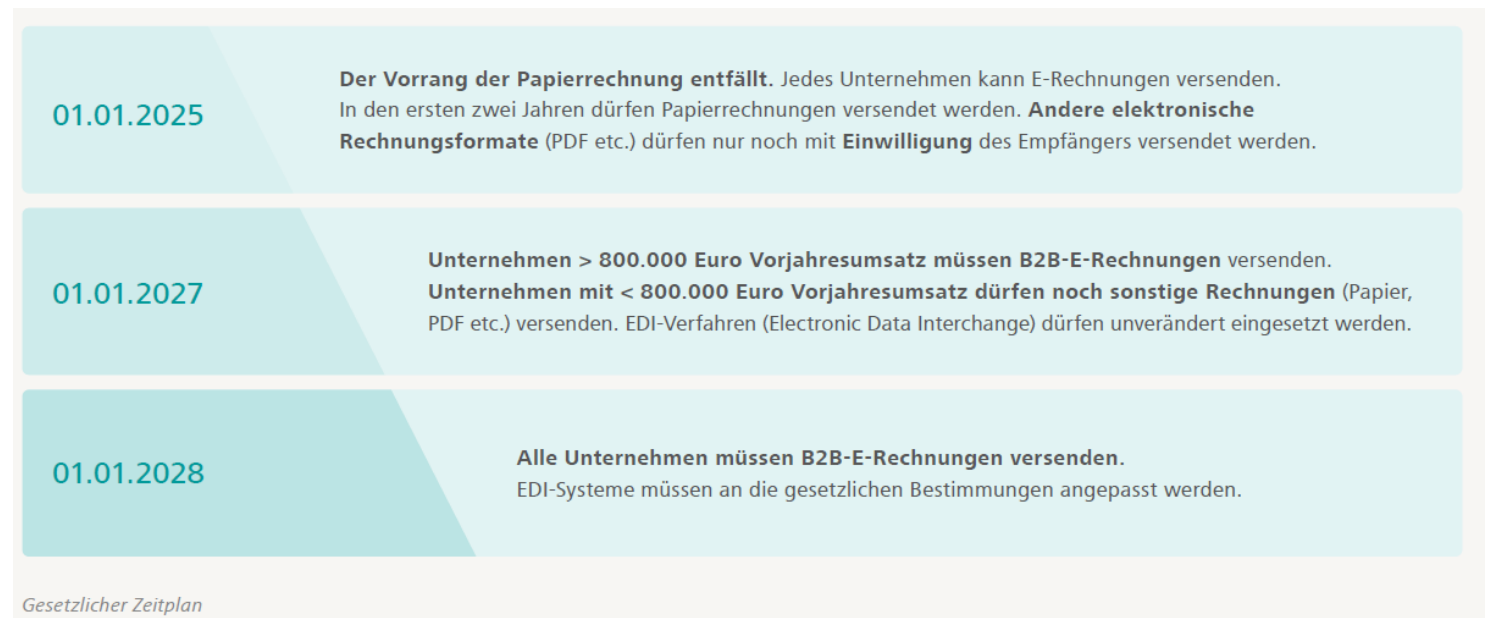 01.01.2025
Der Vorrang der Papierrechnung entfällt. Jedes Unternehmen kann E-Rechnungen versenden.
In den ersten zwei Jahren dürfen Papierrechnungen versendet werden. Andere elektronische
Rechnungsformate (PDF etc.) dürfen nur noch mit Einwilligung des Empfängers versendet werden.
01.01.2027
Unternehmen > 800.000 Euro Vorjahresumsatz müssen B2B-E-Rechnungen versenden.
Unternehmen mit < 800.000 Euro Vorjahresumsatz dürfen noch sonstige Rechnungen (Papier,
PDF etc.) versenden. EDI-Verfahren (Electronic Data Interchange) dürfen unverändert eingesetzt werden.
01.01.2028
Alle Unternehmen müssen B2B-E-Rechnungen versenden.
EDI-Systeme müssen an die gesetzlichen Bestimmungen angepasst werden.
Gesetzlicher Zeitplan